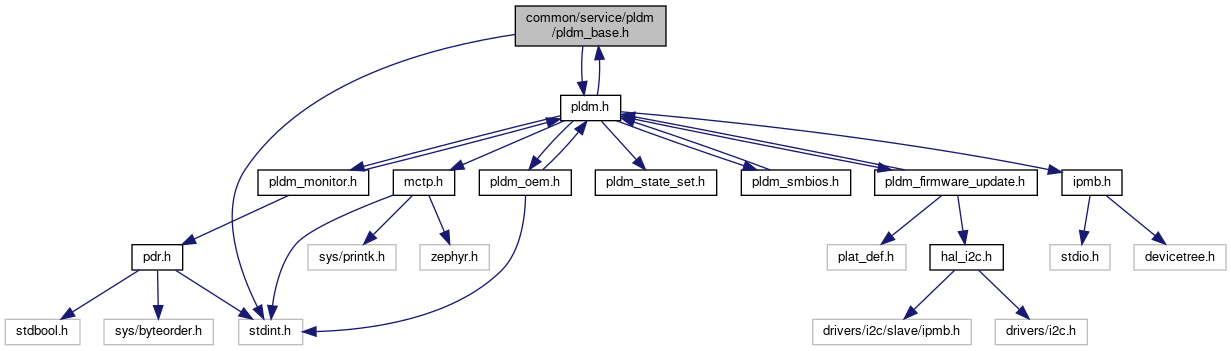 common/service/pldm
/pldm_base.h
pldm.h
pldm_monitor.h
mctp.h
pldm_oem.h
pldm_state_set.h
pldm_smbios.h
pldm_firmware_update.h
ipmb.h
pdr.h
sys/printk.h
zephyr.h
plat_def.h
hal_i2c.h
stdio.h
devicetree.h
stdbool.h
sys/byteorder.h
stdint.h
drivers/i2c/slave/ipmb.h
drivers/i2c.h